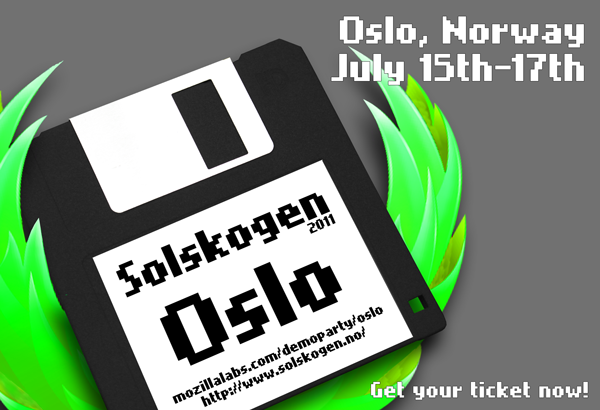 Oslo, Norway
July 15th-17th
Solskogen
2011
Oslo
mozillalabs.com/demoparty/oslo
http://www.solskogen.no/
Get your ticket now!